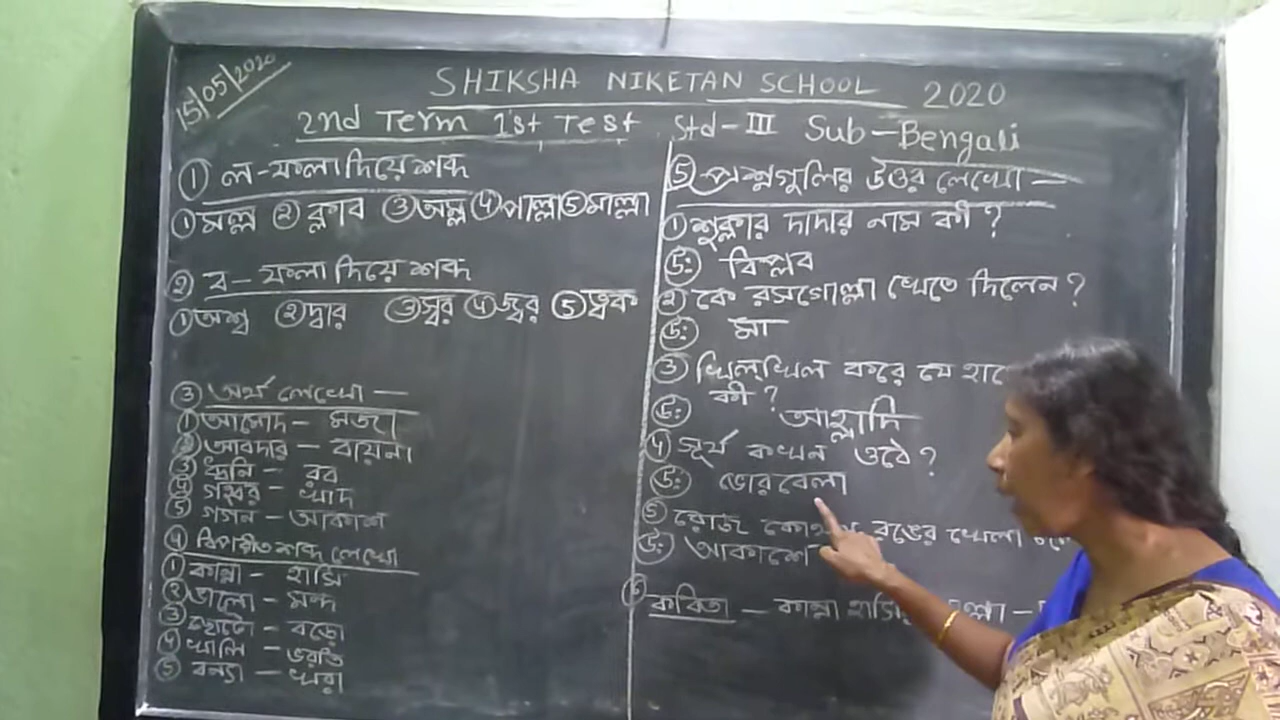 15/05/2020
SHIKSHA NIKETAN SCHOOL 2020
2nd Term 1st Test Std-III Sub-Bengali
① ল-ফলা দিয়ে শব্দ
① মল্ল ② ক্লাব ③ অম্ল ④ পাল্লা ⑤ মাল্লা
② ব-ফলা দিয়ে শব্দ
① অশ্ব ② দ্বার ③ স্বর ④ জ্বর ⑤ ত্বক
③ অর্থ লেখো —
① আমোদ - মজা
② আবদার - বায়না
③ ধ্বনি - রব
④ গহ্বর - খাদ
⑤ গগন - আকাশ
৪ বিপরীত শব্দ লেখো
① কান্না - হাসি
② ভালো - মন্দ
③ ছোটো - বড়ো
④ খালি - ভরতি
⑤ বন্যা - খরা
⑤ প্রশ্নগুলির উত্তর লেখো —
① শুক্লার দাদার নাম কী ?
উ: বিপ্লব
② কে রসগোল্লা খেতে দিলেন ?
উ: মা
③ খিল্‌খিল করে যে হাসে
কী ?
উ: আহ্লাদি
④ সূর্য কখন ওঠে ?
উ: ভোরবেলা
⑤ রোজ রঙের খেলা
উ: আকাশে
⑥ কবিতা — কান্না হাসির